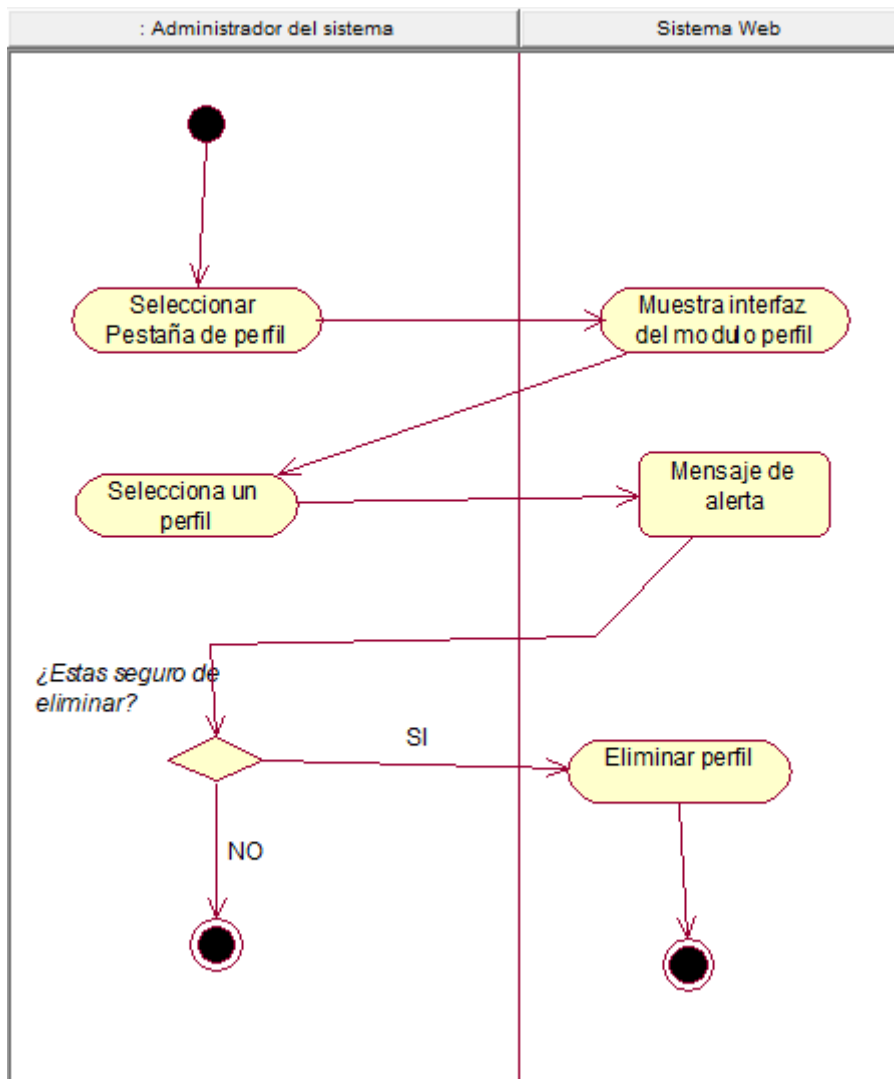 : Administrador del sistema
Sistema Web
Seleccionar
Pestaña de perfil
Muestra interfaz
del modulo perfil
Selecciona un
perfil
Mensaje de
alerta
¿Estas seguro de
eliminar?
SI
Eliminar perfil
NO